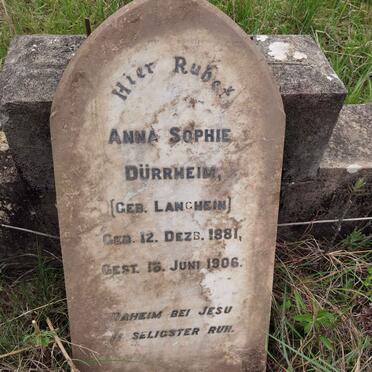 Hier Ruhet
ANNA SOPHIE
DÜRRHEIM,
(GEB. LANGHEIN)
GEB. 12. DEZB. 1881,
GEST. 15. JUNI 1906.
DAHEIM BEI JESU
IN SELIGSTER RUH.